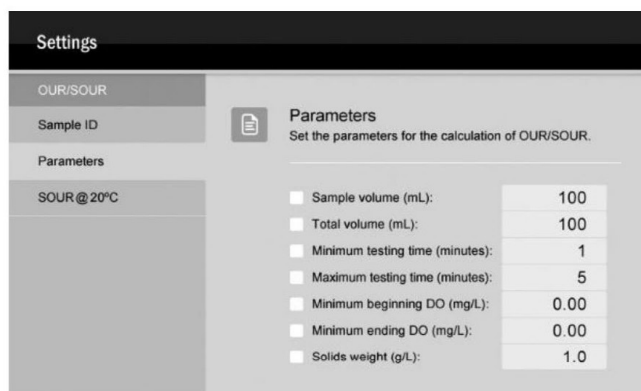 Settings
OUR/SOUR
Sample ID
Parameters
SOUR @ 20ºC
Parameters
Set the parameters for the calculation of OUR/SOUR.
Sample volume (mL): 100
Total volume (mL): 100
Minimum testing time (minutes): 1
Maximum testing time (minutes): 5
Minimum beginning DO (mg/L): 0.00
Minimum ending DO (mg/L): 0.00
Solids weight (g/L): 1.0